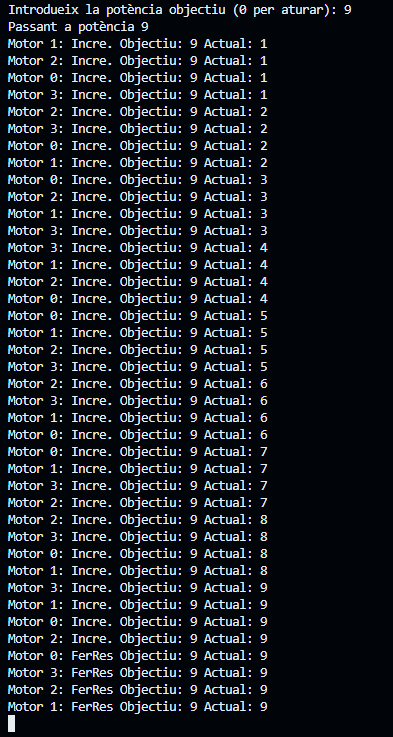 Introdueix la potència objectiu (0 per aturar): 9
Passant a potència 9
Motor 1: Incre. Objectiu: 9 Actual: 1
Motor 2: Incre. Objectiu: 9 Actual: 1
Motor 0: Incre. Objectiu: 9 Actual: 1
Motor 3: Incre. Objectiu: 9 Actual: 1
Motor 2: Incre. Objectiu: 9 Actual: 2
Motor 3: Incre. Objectiu: 9 Actual: 2
Motor 0: Incre. Objectiu: 9 Actual: 2
Motor 1: Incre. Objectiu: 9 Actual: 2
Motor 0: Incre. Objectiu: 9 Actual: 3
Motor 2: Incre. Objectiu: 9 Actual: 3
Motor 1: Incre. Objectiu: 9 Actual: 3
Motor 3: Incre. Objectiu: 9 Actual: 3
Motor 3: Incre. Objectiu: 9 Actual: 4
Motor 1: Incre. Objectiu: 9 Actual: 4
Motor 2: Incre. Objectiu: 9 Actual: 4
Motor 0: Incre. Objectiu: 9 Actual: 4
Motor 0: Incre. Objectiu: 9 Actual: 5
Motor 1: Incre. Objectiu: 9 Actual: 5
Motor 2: Incre. Objectiu: 9 Actual: 5
Motor 3: Incre. Objectiu: 9 Actual: 5
Motor 2: Incre. Objectiu: 9 Actual: 6
Motor 3: Incre. Objectiu: 9 Actual: 6
Motor 1: Incre. Objectiu: 9 Actual: 6
Motor 0: Incre. Objectiu: 9 Actual: 6
Motor 0: Incre. Objectiu: 9 Actual: 7
Motor 1: Incre. Objectiu: 9 Actual: 7
Motor 3: Incre. Objectiu: 9 Actual: 7
Motor 2: Incre. Objectiu: 9 Actual: 7
Motor 2: Incre. Objectiu: 9 Actual: 8
Motor 3: Incre. Objectiu: 9 Actual: 8
Motor 0: Incre. Objectiu: 9 Actual: 8
Motor 1: Incre. Objectiu: 9 Actual: 8
Motor 3: Incre. Objectiu: 9 Actual: 9
Motor 1: Incre. Objectiu: 9 Actual: 9
Motor 0: Incre. Objectiu: 9 Actual: 9
Motor 2: Incre. Objectiu: 9 Actual: 9
Motor 0: FerRes Objectiu: 9 Actual: 9
Motor 3: FerRes Objectiu: 9 Actual: 9
Motor 2: FerRes Objectiu: 9 Actual: 9
Motor 1: FerRes Objectiu: 9 Actual: 9